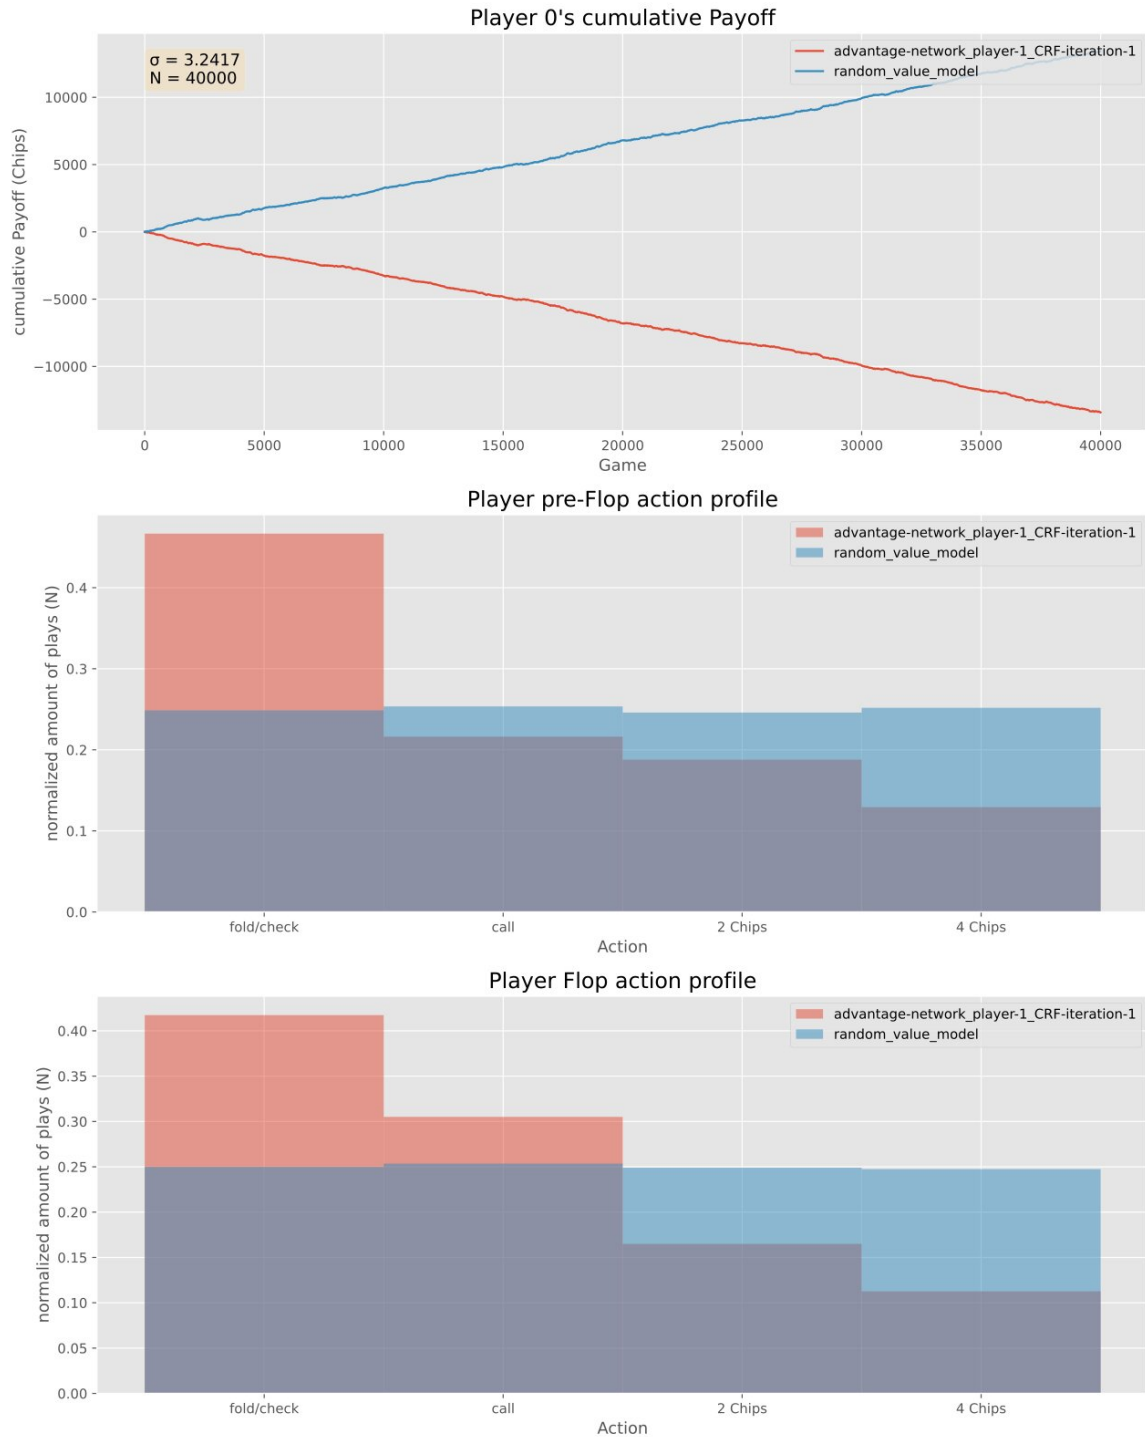 Player 0's cumulative Payoff
σ = 3.2417
N = 40000
advantage-network_player-1_CRF-iteration-1
random_value_model
cumulative Payoff (Chips)
10000
5000
0
−5000
−10000
0 5000 10000 15000 20000 25000 30000 35000 40000
Game
Player pre-Flop action profile
advantage-network_player-1_CRF-iteration-1
random_value_model
normalized amount of plays (N)
0.4
0.3
0.2
0.1
0.0
fold/check call 2 Chips 4 Chips
Action
Player Flop action profile
advantage-network_player-1_CRF-iteration-1
random_value_model
normalized amount of plays (N)
0.40
0.35
0.30
0.25
0.20
0.15
0.10
0.05
0.00
fold/check call 2 Chips 4 Chips
Action